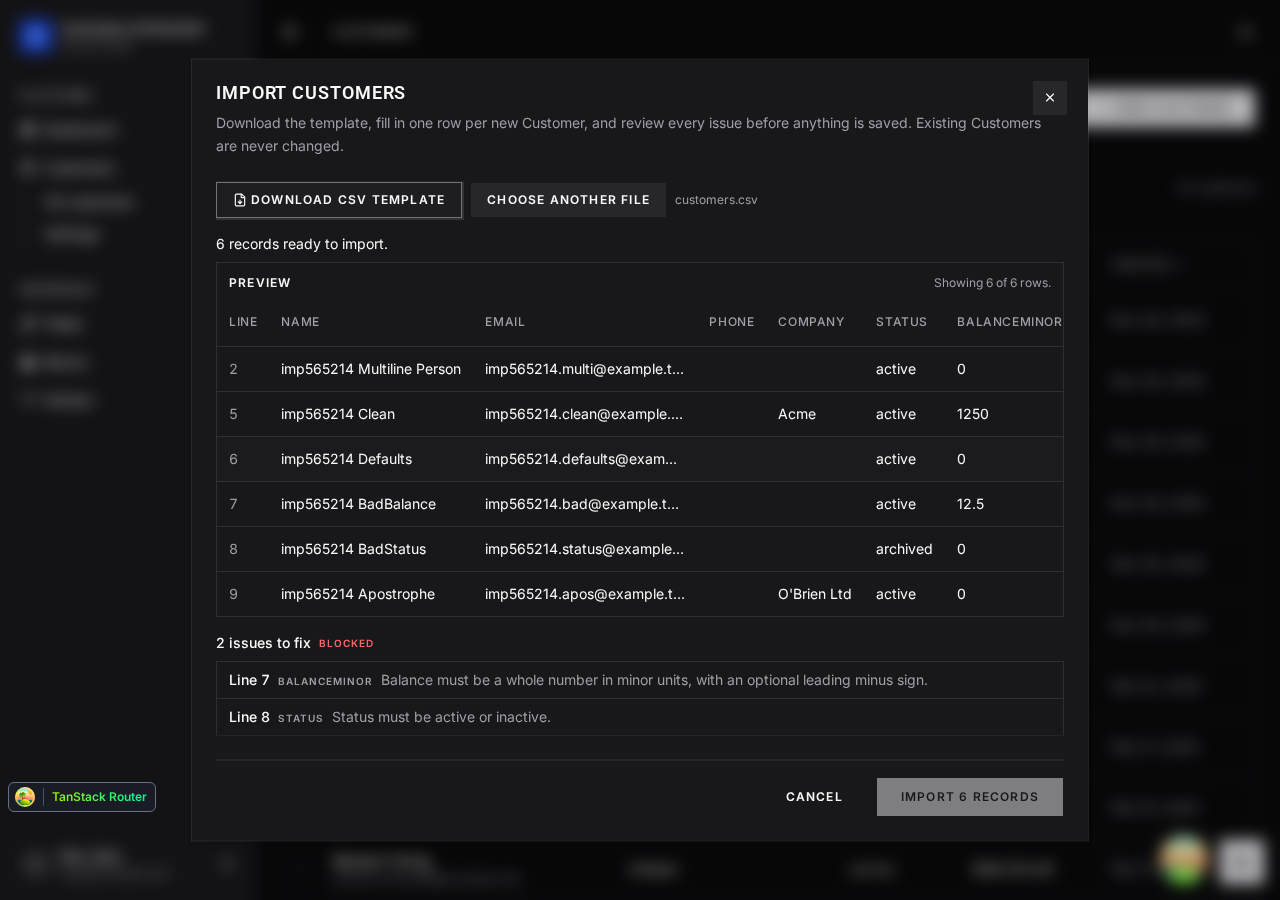 IMPORT CUSTOMERS
Download the template, fill in one row per new Customer, and review every issue before anything is saved. Existing Customers
are never changed.
DOWNLOAD CSV TEMPLATE CHOOSE ANOTHER FILE customers.csv
6 records ready to import.
PREVIEW Showing 6 of 6 rows.
LINE NAME EMAIL PHONE COMPANY STATUS BALANCEMINOR
2 imp565214 Multiline Person imp565214.multi@example.t... active 0
5 imp565214 Clean imp565214.clean@example.... Acme active 1250
6 imp565214 Defaults imp565214.defaults@exam... active 0
7 imp565214 BadBalance imp565214.bad@example.t... active 12.5
8 imp565214 BadStatus imp565214.status@example... archived 0
9 imp565214 Apostrophe imp565214.apos@example.t... O'Brien Ltd active 0
2 issues to fix BLOCKED
Line 7 BALANCEMINOR Balance must be a whole number in minor units, with an optional leading minus sign.
Line 8 STATUS Status must be active or inactive.
CANCEL IMPORT 6 RECORDS
TanStack Router